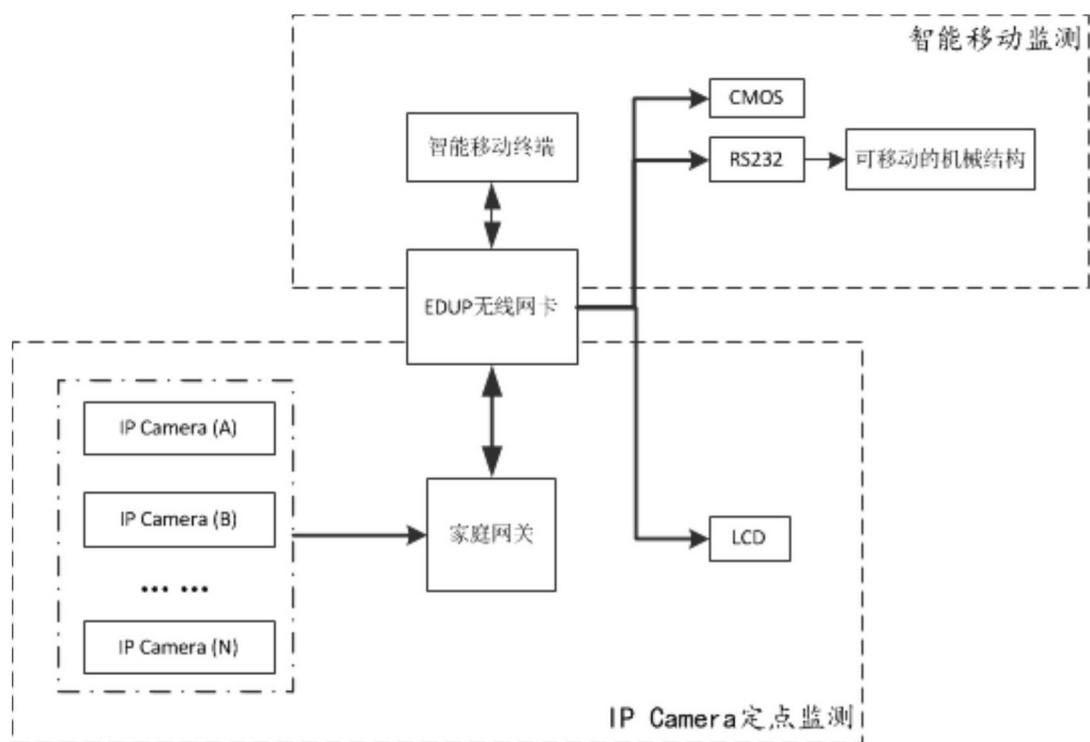 智能移动监测
CMOS
智能移动终端
RS232
可移动的机械结构
EDUP无线网卡
IP Camera (A)
IP Camera (B)
家庭网关
LCD
... ...
IP Camera (N)
IP Camera定点监测